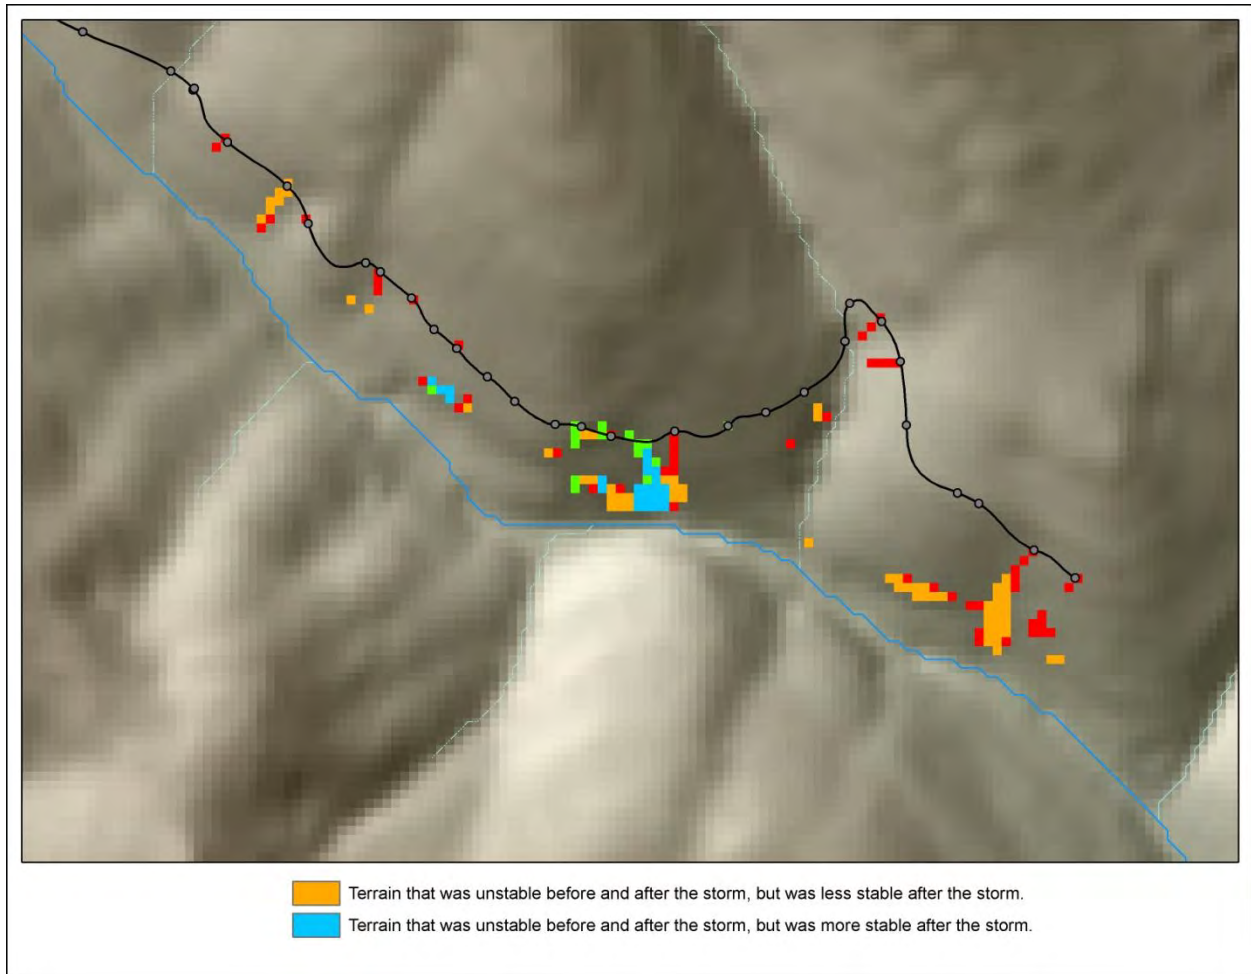 Terrain that was unstable before and after the storm, but was less stable after the storm.
Terrain that was unstable before and after the storm, but was more stable after the storm.